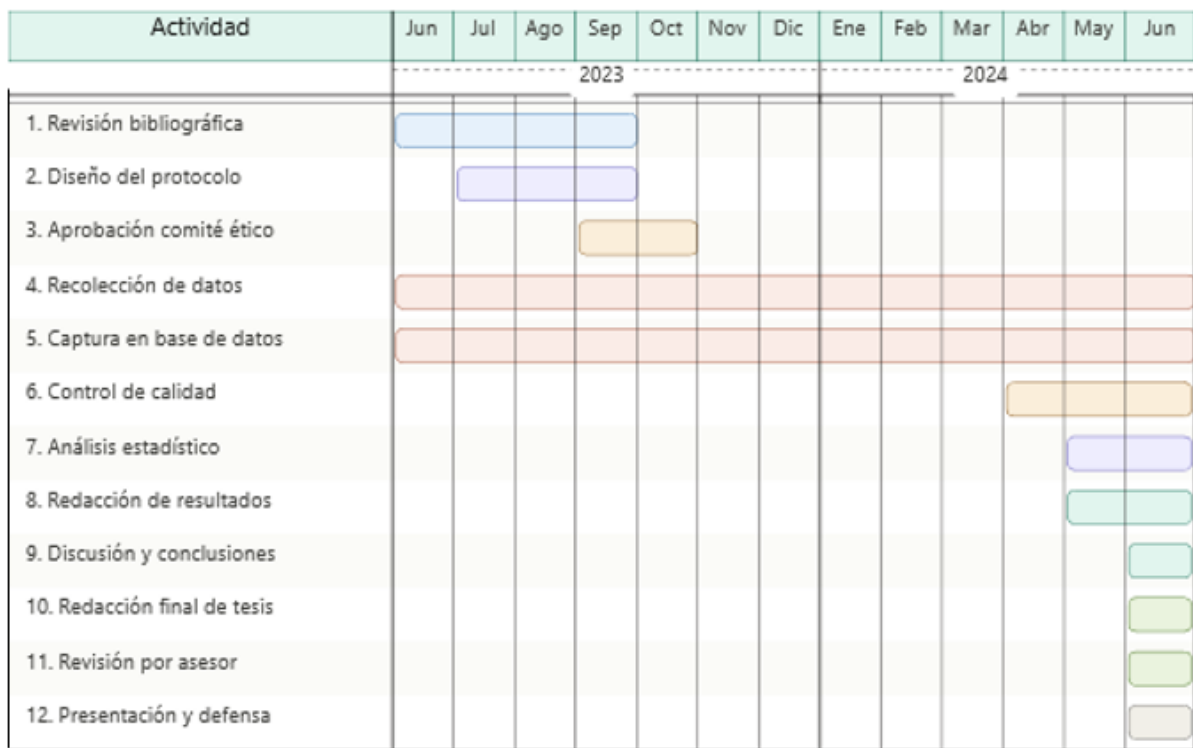 Actividad Jun Jul Ago Sep Oct Nov Dic Ene Feb Mar Abr May Jun
2023 2024
1. Revisión bibliográfica
2. Diseño del protocolo
3. Aprobación comité ético
4. Recolección de datos
5. Captura en base de datos
6. Control de calidad
7. Análisis estadístico
8. Redacción de resultados
9. Discusión y conclusiones
10. Redacción final de tesis
11. Revisión por asesor
12. Presentación y defensa